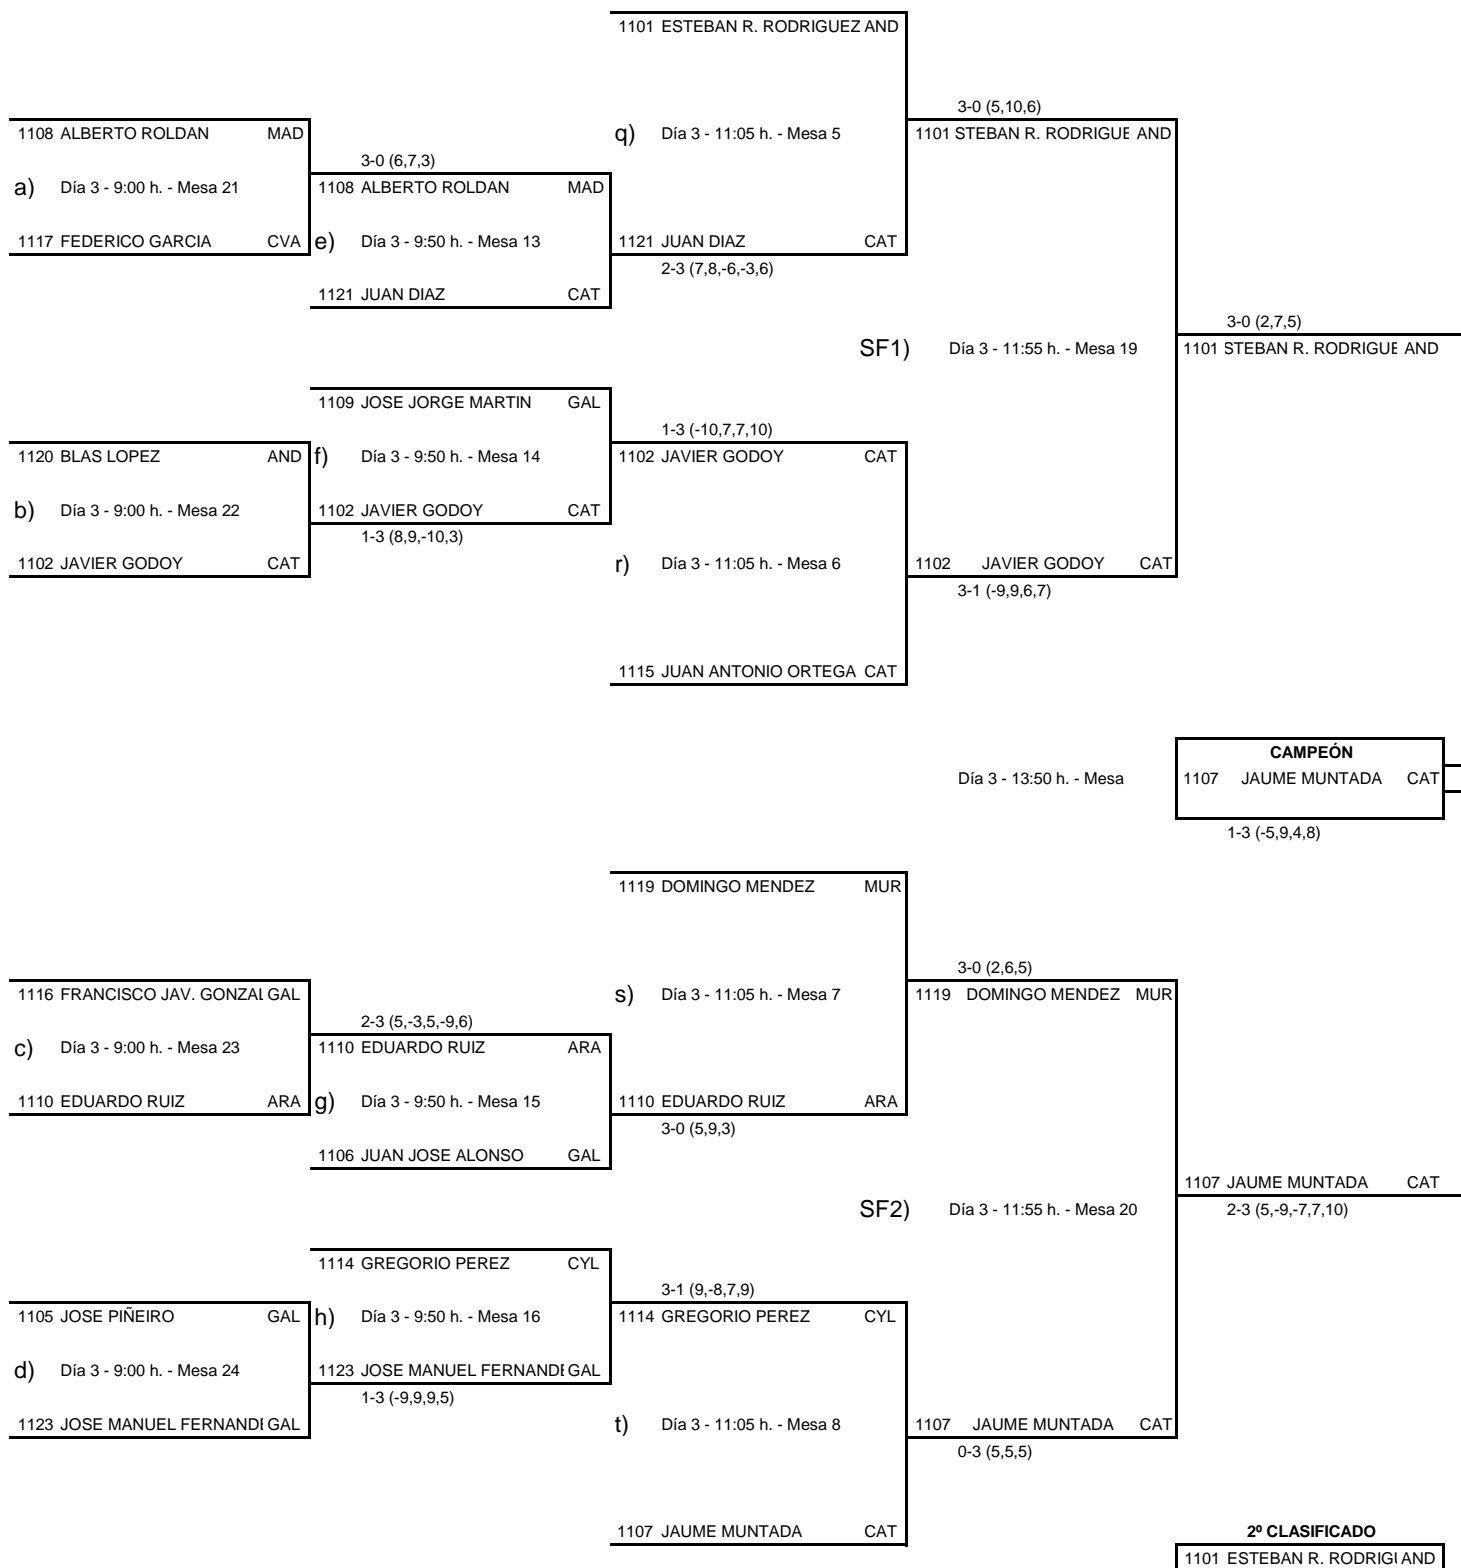 1101 ESTEBAN R. RODRIGUEZ AND
3-0 (5,10,6)
1108 ALBERTO ROLDAN MAD
q) Día 3 - 11:05 h. - Mesa 5
1101 STEBAN R. RODRIGUE AND
3-0 (6,7,3)
a) Día 3 - 9:00 h. - Mesa 21
1108 ALBERTO ROLDAN MAD
1117 FEDERICO GARCIA CVA
e) Día 3 - 9:50 h. - Mesa 13
1121 JUAN DIAZ CAT
2-3 (7,8,-6,-3,6)
1121 JUAN DIAZ CAT
3-0 (2,7,5)
SF1) Día 3 - 11:55 h. - Mesa 19
1101 STEBAN R. RODRIGUE AND
1109 JOSE JORGE MARTIN GAL
1-3 (-10,7,7,10)
1120 BLAS LOPEZ AND
f) Día 3 - 9:50 h. - Mesa 14
1102 JAVIER GODOY CAT
b) Día 3 - 9:00 h. - Mesa 22
1102 JAVIER GODOY CAT
1-3 (8,9,-10,3)
1102 JAVIER GODOY CAT
r) Día 3 - 11:05 h. - Mesa 6
1102 JAVIER GODOY CAT
3-1 (-9,9,6,7)
1115 JUAN ANTONIO ORTEGA CAT
CAMPEÓN
Día 3 - 13:50 h. - Mesa
1107 JAUME MUNTADA CAT
1-3 (-5,9,4,8)
1119 DOMINGO MENDEZ MUR
3-0 (2,6,5)
1116 FRANCISCO JAV. GONZAL GAL
s) Día 3 - 11:05 h. - Mesa 7
1119 DOMINGO MENDEZ MUR
2-3 (5,-3,5,-9,6)
c) Día 3 - 9:00 h. - Mesa 23
1110 EDUARDO RUIZ ARA
1110 EDUARDO RUIZ ARA
g) Día 3 - 9:50 h. - Mesa 15
1110 EDUARDO RUIZ ARA
3-0 (5,9,3)
1106 JUAN JOSE ALONSO GAL
1107 JAUME MUNTADA CAT
SF2) Día 3 - 11:55 h. - Mesa 20
2-3 (5,-9,-7,7,10)
1114 GREGORIO PEREZ CYL
3-1 (9,-8,7,9)
1105 JOSE PIÑEIRO GAL
h) Día 3 - 9:50 h. - Mesa 16
1114 GREGORIO PEREZ CYL
d) Día 3 - 9:00 h. - Mesa 24
1123 JOSE MANUEL FERNANDE GAL
1-3 (-9,9,9,5)
1123 JOSE MANUEL FERNANDE GAL
t) Día 3 - 11:05 h. - Mesa 8
1107 JAUME MUNTADA CAT
0-3 (5,5,5)
1107 JAUME MUNTADA CAT
2º CLASIFICADO
1101 ESTEBAN R. RODRIGU AND